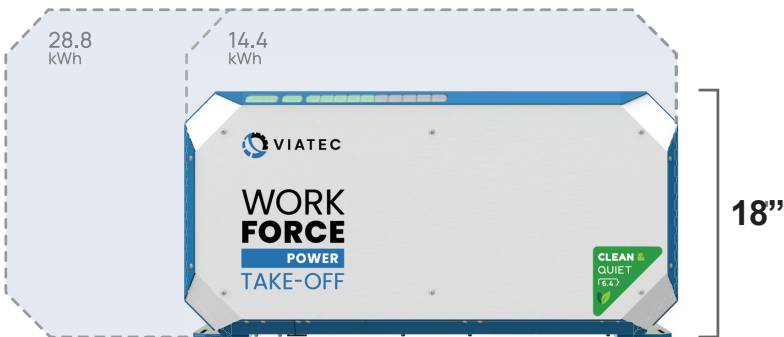 28.8
kWh
14.4
kWh
VIATEC
WORK
FORCE
POWER
TAKE-OFF
CLEAN &
QUIET
6.4
18”